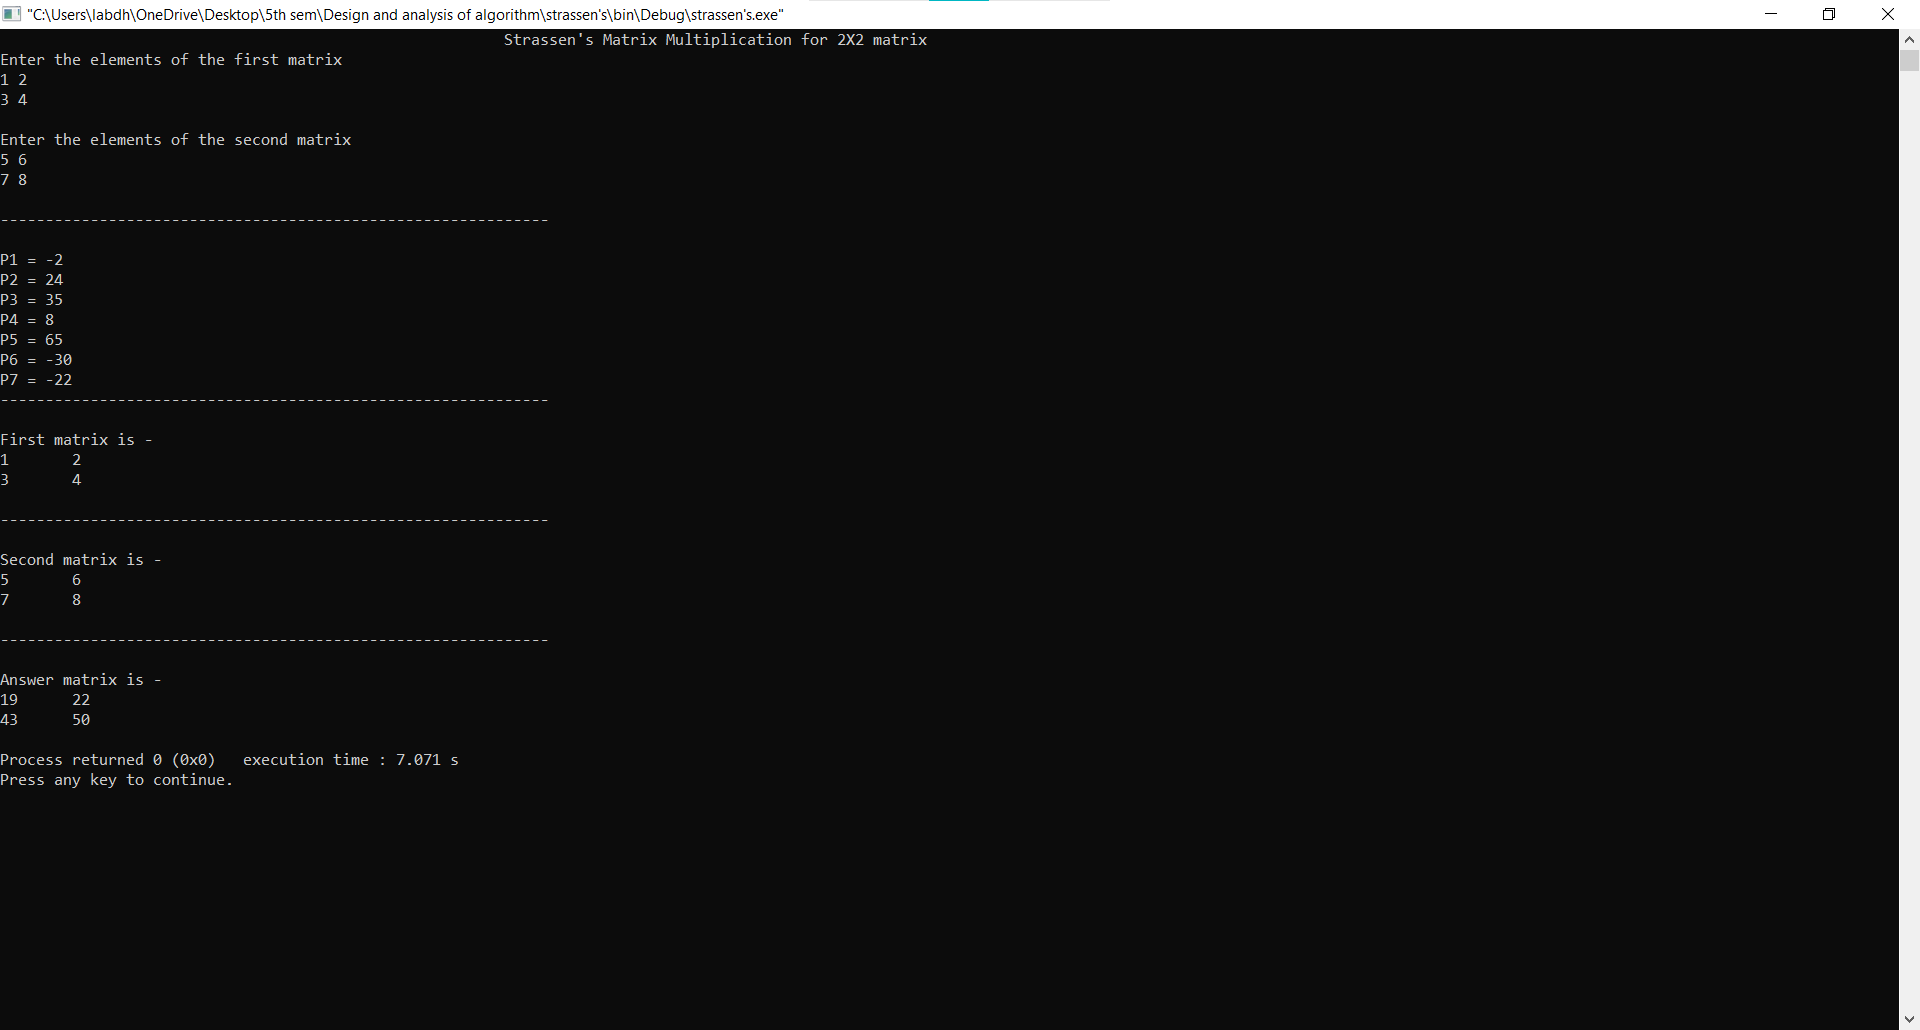 "C:\Users\labdh\OneDrive\Desktop\5th sem\Design and analysis of algorithm\strassen's\bin\Debug\strassen's.exe"
Strassen's Matrix Multiplication for 2X2 matrix
Enter the elements of the first matrix
1 2
3 4
Enter the elements of the second matrix
5 6
7 8
-------------------------------------------------------------
P1 = -2
P2 = 24
P3 = 35
P4 = 8
P5 = 65
P6 = -30
P7 = -22
-------------------------------------------------------------
First matrix is -
1       2
3       4
-------------------------------------------------------------
Second matrix is -
5       6
7       8
-------------------------------------------------------------
Answer matrix is -
19      22
43      50
Process returned 0 (0x0)   execution time : 7.071 s
Press any key to continue.